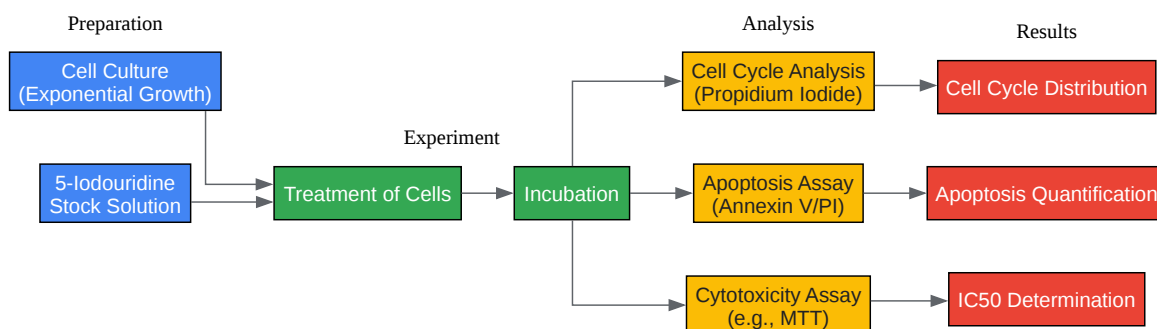 Preparation
Analysis
Results
Cell Culture
(Exponential Growth)
Cell Cycle Analysis
(Propidium Iodide)
Cell Cycle Distribution
Experiment
5-Iodouridine
Stock Solution
Treatment of Cells
Incubation
Apoptosis Assay
(Annexin V/PI)
Apoptosis Quantification
Cytotoxicity Assay
(e.g., MTT)
IC50 Determination